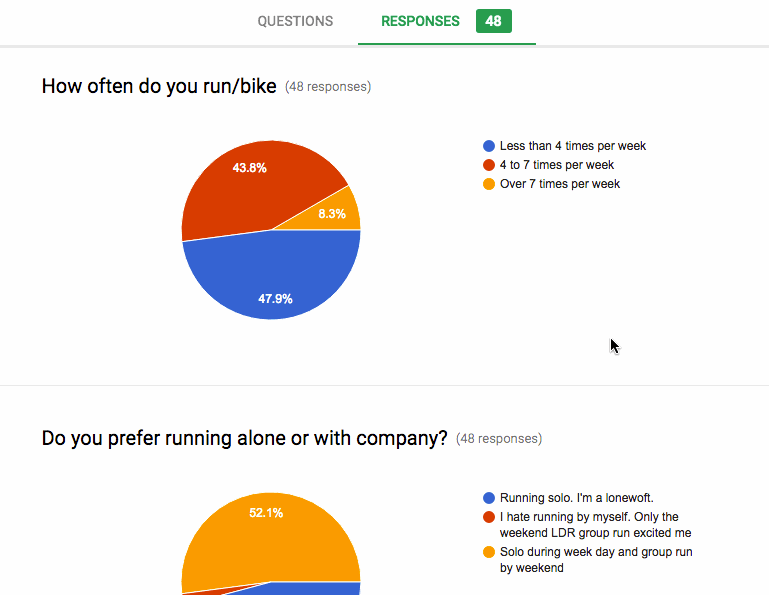 QUESTIONS RESPONSES 48
How often do you run/bike (48 responses)
43.8%
8.3%
47.9%
Less than 4 times per week
4 to 7 times per week
Over 7 times per week
Do you prefer running alone or with company? (48 responses)
52.1%
Running solo. I'm a lonewoft.
I hate running by myself. Only the
weekend LDR group run excited me
Solo during week day and group run
by weekend